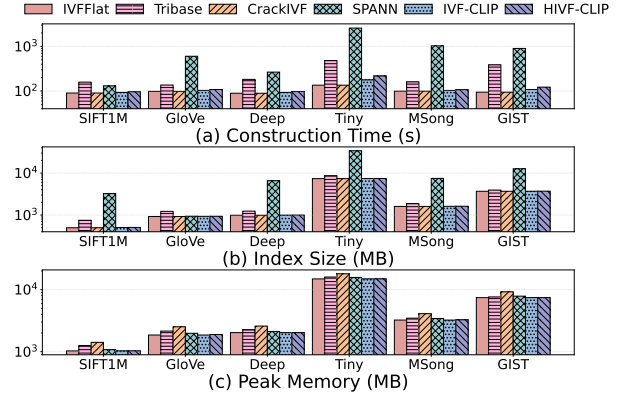 IVFFlat Tribase CrackIVF SPANN IVF-CLIP HIVF-CLIP
10³
10²
SIFT1M GloVe Deep Tiny MSong GIST
(a) Construction Time (s)
10⁴
10³
SIFT1M GloVe Deep Tiny MSong GIST
(b) Index Size (MB)
10⁴
10³
SIFT1M GloVe Deep Tiny MSong GIST
(c) Peak Memory (MB)